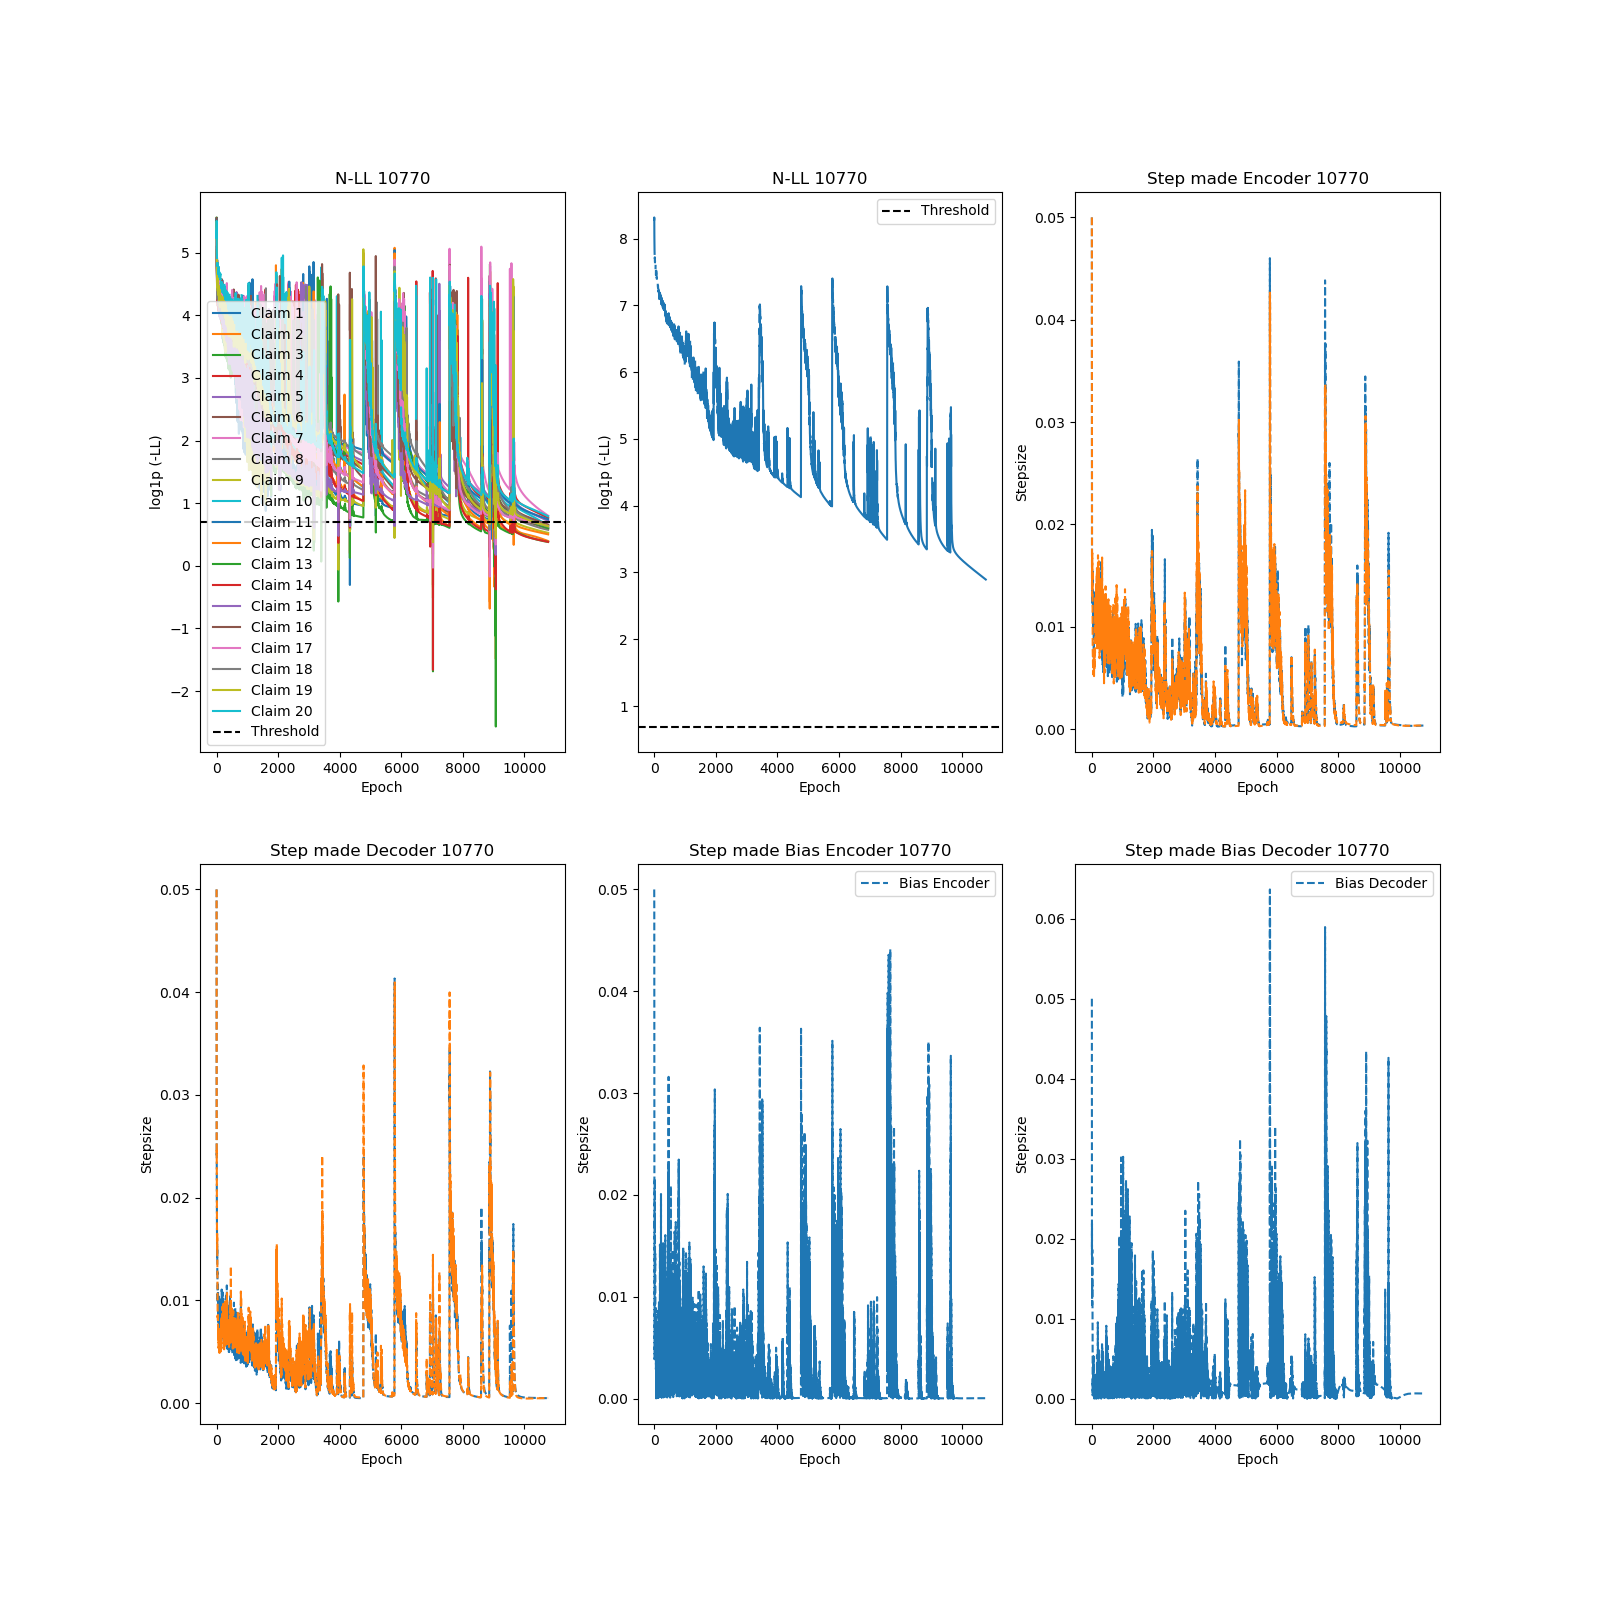 N-LL 10770
N-LL 10770
Step made Encoder 10770
log1p (-LL)
5
4
3
2
1
0
−1
−2
Claim 1
Claim 2
Claim 3
Claim 4
Claim 5
Claim 6
Claim 7
Claim 8
Claim 9
Claim 10
Claim 11
Claim 12
Claim 13
Claim 14
Claim 15
Claim 16
Claim 17
Claim 18
Claim 19
Claim 20
Threshold
0 2000 4000 6000 8000 10000
Epoch
log1p (-LL)
8
7
6
5
4
3
2
1
Threshold
0 2000 4000 6000 8000 10000
Epoch
Stepsize
0.05
0.04
0.03
0.02
0.01
0.00
0 2000 4000 6000 8000 10000
Epoch
Step made Decoder 10770
Step made Bias Encoder 10770
Step made Bias Decoder 10770
Stepsize
0.05
0.04
0.03
0.02
0.01
0.00
0 2000 4000 6000 8000 10000
Epoch
Stepsize
0.05
0.04
0.03
0.02
0.01
0.00
Bias Encoder
0 2000 4000 6000 8000 10000
Epoch
Stepsize
0.06
0.05
0.04
0.03
0.02
0.01
0.00
Bias Decoder
0 2000 4000 6000 8000 10000
Epoch